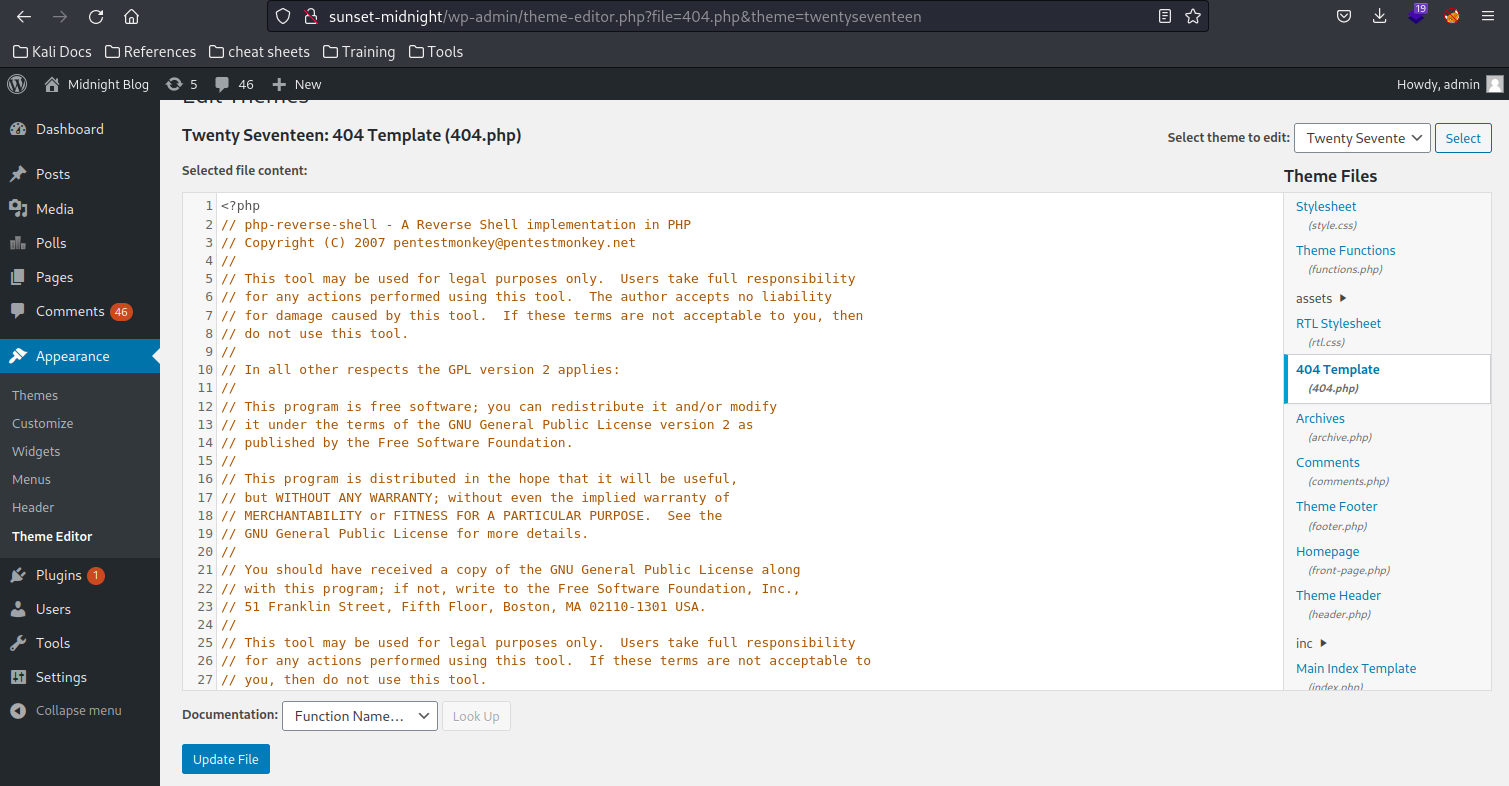 sunset-midnight/wp-admin/theme-editor.php?file=404.php&theme=twentyseventeen
19
Kali Docs References cheat sheets Training Tools
Midnight Blog 5 46 New Howdy, admin
Dashboard
Posts
Media
Polls
Pages
Comments 46
Appearance
Themes
Customize
Widgets
Menus
Header
Theme Editor
Plugins 1
Users
Tools
Settings
Collapse menu
Edit Themes
Twenty Seventeen: 404 Template (404.php)
Select theme to edit: Twenty Sevente Select
Selected file content:
1 <?php
2 // php-reverse-shell - A Reverse Shell implementation in PHP
3 // Copyright (C) 2007 pentestmonkey@pentestmonkey.net
4 //
5 // This tool may be used for legal purposes only.  Users take full responsibility
6 // for any actions performed using this tool.  The author accepts no liability
7 // for damage caused by this tool.  If these terms are not acceptable to you, then
8 // do not use this tool.
9 //
10 // In all other respects the GPL version 2 applies:
11 //
12 // This program is free software; you can redistribute it and/or modify
13 // it under the terms of the GNU General Public License version 2 as
14 // published by the Free Software Foundation.
15 //
16 // This program is distributed in the hope that it will be useful,
17 // but WITHOUT ANY WARRANTY; without even the implied warranty of
18 // MERCHANTABILITY or FITNESS FOR A PARTICULAR PURPOSE.  See the
19 // GNU General Public License for more details.
20 //
21 // You should have received a copy of the GNU General Public License along
22 // with this program; if not, write to the Free Software Foundation, Inc.,
23 // 51 Franklin Street, Fifth Floor, Boston, MA 02110-1301 USA.
24 //
25 // This tool may be used for legal purposes only.  Users take full responsibility
26 // for any actions performed using this tool.  If these terms are not acceptable to
27 // you, then do not use this tool.
Theme Files
Stylesheet
(style.css)
Theme Functions
(functions.php)
assets
RTL Stylesheet
(rtl.css)
404 Template
(404.php)
Archives
(archive.php)
Comments
(comments.php)
Theme Footer
(footer.php)
Homepage
(front-page.php)
Theme Header
(header.php)
inc
Main Index Template
(index.php)
Documentation: Function Name... Look Up
Update File